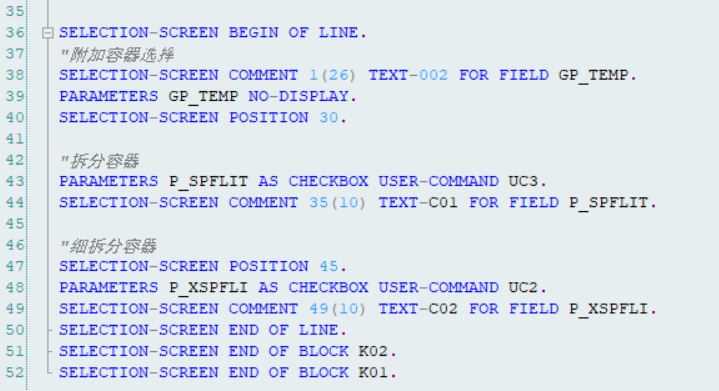 35
36 SELECTION-SCREEN BEGIN OF LINE.
37 "附加容器选择
38 SELECTION-SCREEN COMMENT 1(26) TEXT-002 FOR FIELD GP_TEMP.
39 PARAMETERS GP_TEMP NO-DISPLAY.
40 SELECTION-SCREEN POSITION 30.
41
42 "拆分容器
43 PARAMETERS P_SPFLIT AS CHECKBOX USER-COMMAND UC3.
44 SELECTION-SCREEN COMMENT 35(10) TEXT-C01 FOR FIELD P_SPFLIT.
45
46 "细拆分容器
47 SELECTION-SCREEN POSITION 45.
48 PARAMETERS P_XSPFLI AS CHECKBOX USER-COMMAND UC2.
49 SELECTION-SCREEN COMMENT 49(10) TEXT-C02 FOR FIELD P_XSPFLI.
50 SELECTION-SCREEN END OF LINE.
51 SELECTION-SCREEN END OF BLOCK K02.
52 SELECTION-SCREEN END OF BLOCK K01.